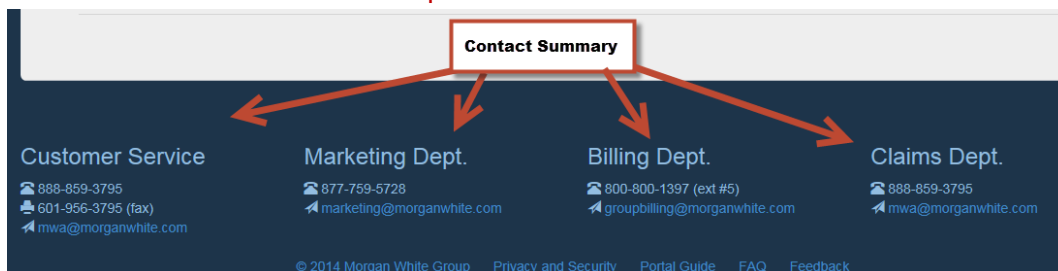 Contact Summary
Customer Service
888-859-3795
601-956-3795 (fax)
mwa@morganwhite.com
Marketing Dept.
877-759-5728
marketing@morganwhite.com
Billing Dept.
800-800-1397 (ext #5)
groupbilling@morganwhite.com
Claims Dept.
888-859-3795
mwa@morganwhite.com
© 2014 Morgan White Group Privacy and Security Portal Guide FAQ Feedback